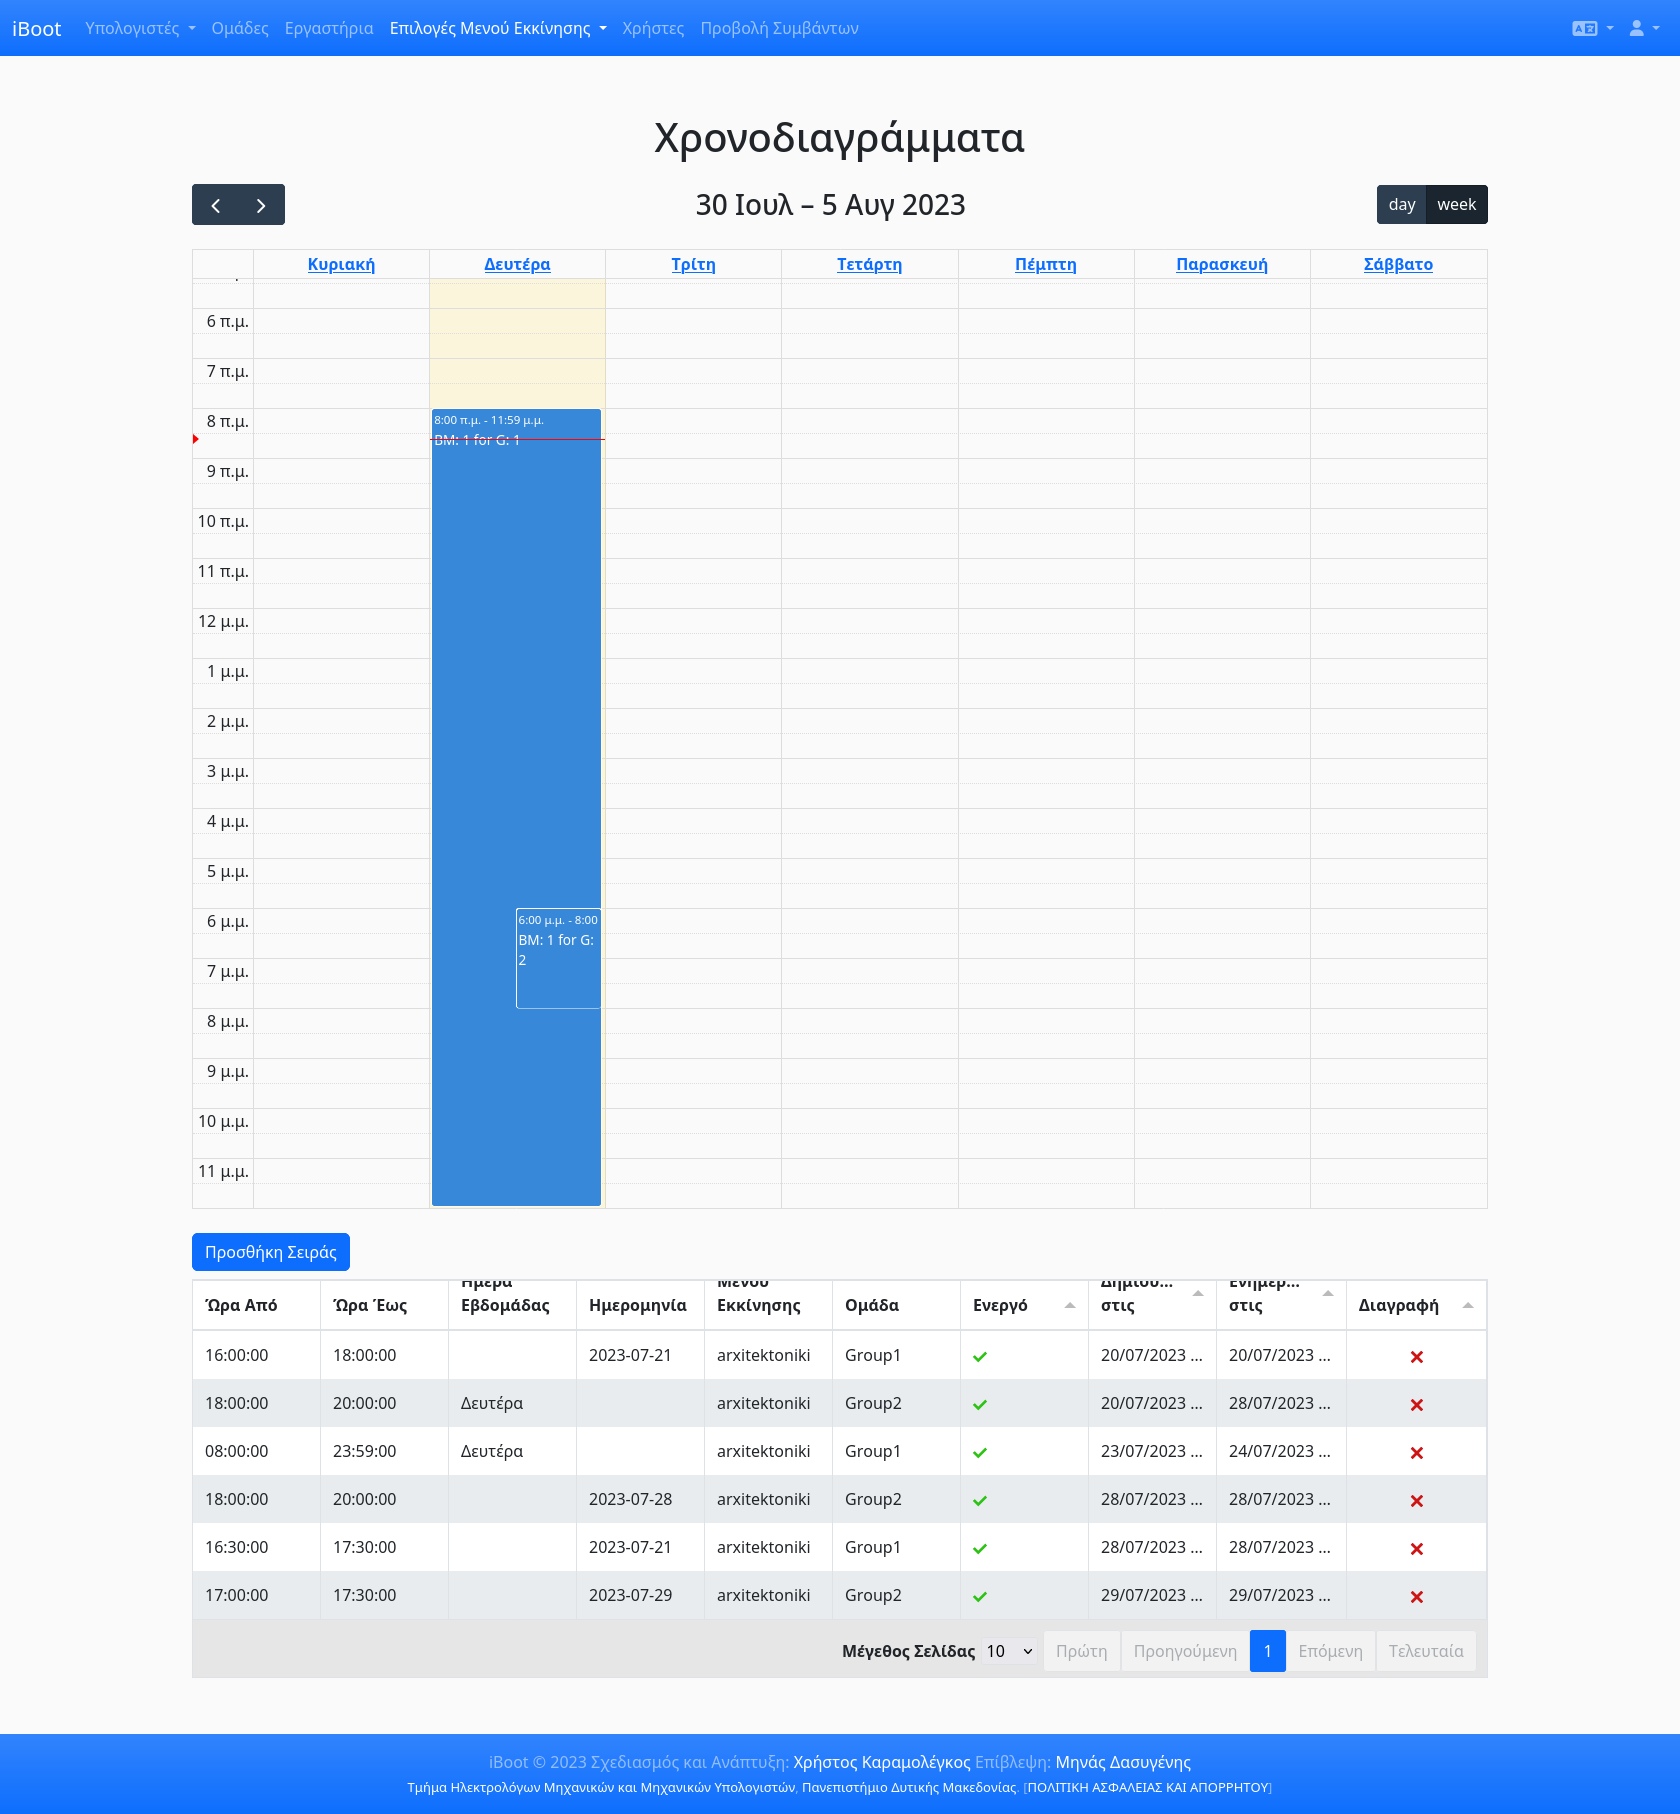 iBoot Υπολογιστές Ομάδες Εργαστήρια Επιλογές Μενού Εκκίνησης Χρήστες Προβολή Συμβάντων
Χρονοδιαγράμματα
30 Ιουλ – 5 Αυγ 2023
day week
Κυριακή Δευτέρα Τρίτη Τετάρτη Πέμπτη Παρασκευή Σάββατο
6 π.μ.
7 π.μ.
8 π.μ.
8:00 π.μ. - 11:59 μ.μ.
BM: 1 for G: 1
9 π.μ.
10 π.μ.
11 π.μ.
12 μ.μ.
1 μ.μ.
2 μ.μ.
3 μ.μ.
4 μ.μ.
5 μ.μ.
6 μ.μ.
6:00 μ.μ. - 8:00
BM: 1 for G:
2
7 μ.μ.
8 μ.μ.
9 μ.μ.
10 μ.μ.
11 μ.μ.
Προσθήκη Σειράς
Ώρα Από Ώρα Έως Ημέρα Εβδομάδας Ημερομηνία Μενού Εκκίνησης Ομάδα Ενεργό Δημιου... στις Ενημερ... στις Διαγραφή
16:00:00 18:00:00 2023-07-21 arxitektoniki Group1 20/07/2023 ... 20/07/2023 ...
18:00:00 20:00:00 Δευτέρα arxitektoniki Group2 20/07/2023 ... 28/07/2023 ...
08:00:00 23:59:00 Δευτέρα arxitektoniki Group1 23/07/2023 ... 24/07/2023 ...
18:00:00 20:00:00 2023-07-28 arxitektoniki Group2 28/07/2023 ... 28/07/2023 ...
16:30:00 17:30:00 2023-07-21 arxitektoniki Group1 28/07/2023 ... 28/07/2023 ...
17:00:00 17:30:00 2023-07-29 arxitektoniki Group2 29/07/2023 ... 29/07/2023 ...
Μέγεθος Σελίδας 10 Πρώτη Προηγούμενη 1 Επόμενη Τελευταία
iBoot © 2023 Σχεδιασμός και Ανάπτυξη: Χρήστος Καραμολέγκος Επίβλεψη: Μηνάς Δασυγένης
Τμήμα Ηλεκτρολόγων Μηχανικών και Μηχανικών Υπολογιστών, Πανεπιστήμιο Δυτικής Μακεδονίας. [ΠΟΛΙΤΙΚΗ ΑΣΦΑΛΕΙΑΣ ΚΑΙ ΑΠΟΡΡΗΤΟΥ]